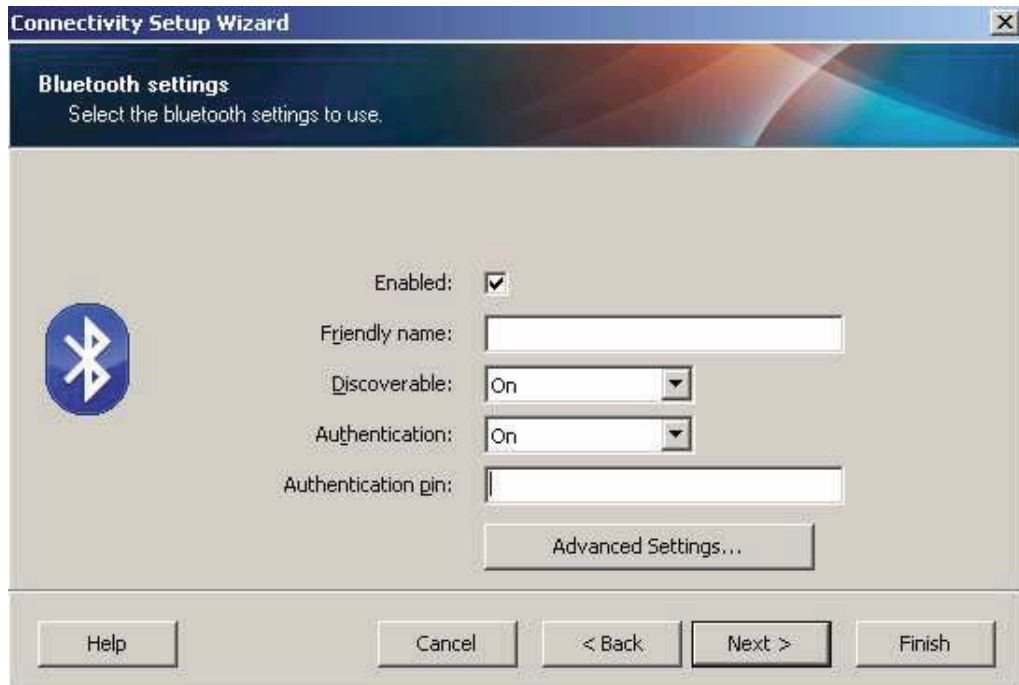 Connectivity Setup Wizard
Bluetooth settings
Select the bluetooth settings to use.
Enabled:
Friendly name:
Discoverable: On
Authentication: On
Authentication pin:
Advanced Settings...
Help Cancel < Back Next > Finish